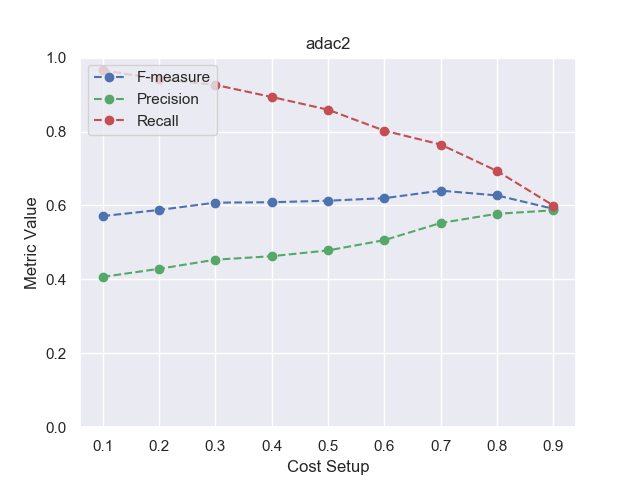 adac2
F-measure
Precision
Recall
Metric Value
1.0
0.8
0.6
0.4
0.2
0.0
0.1 0.2 0.3 0.4 0.5 0.6 0.7 0.8 0.9
Cost Setup